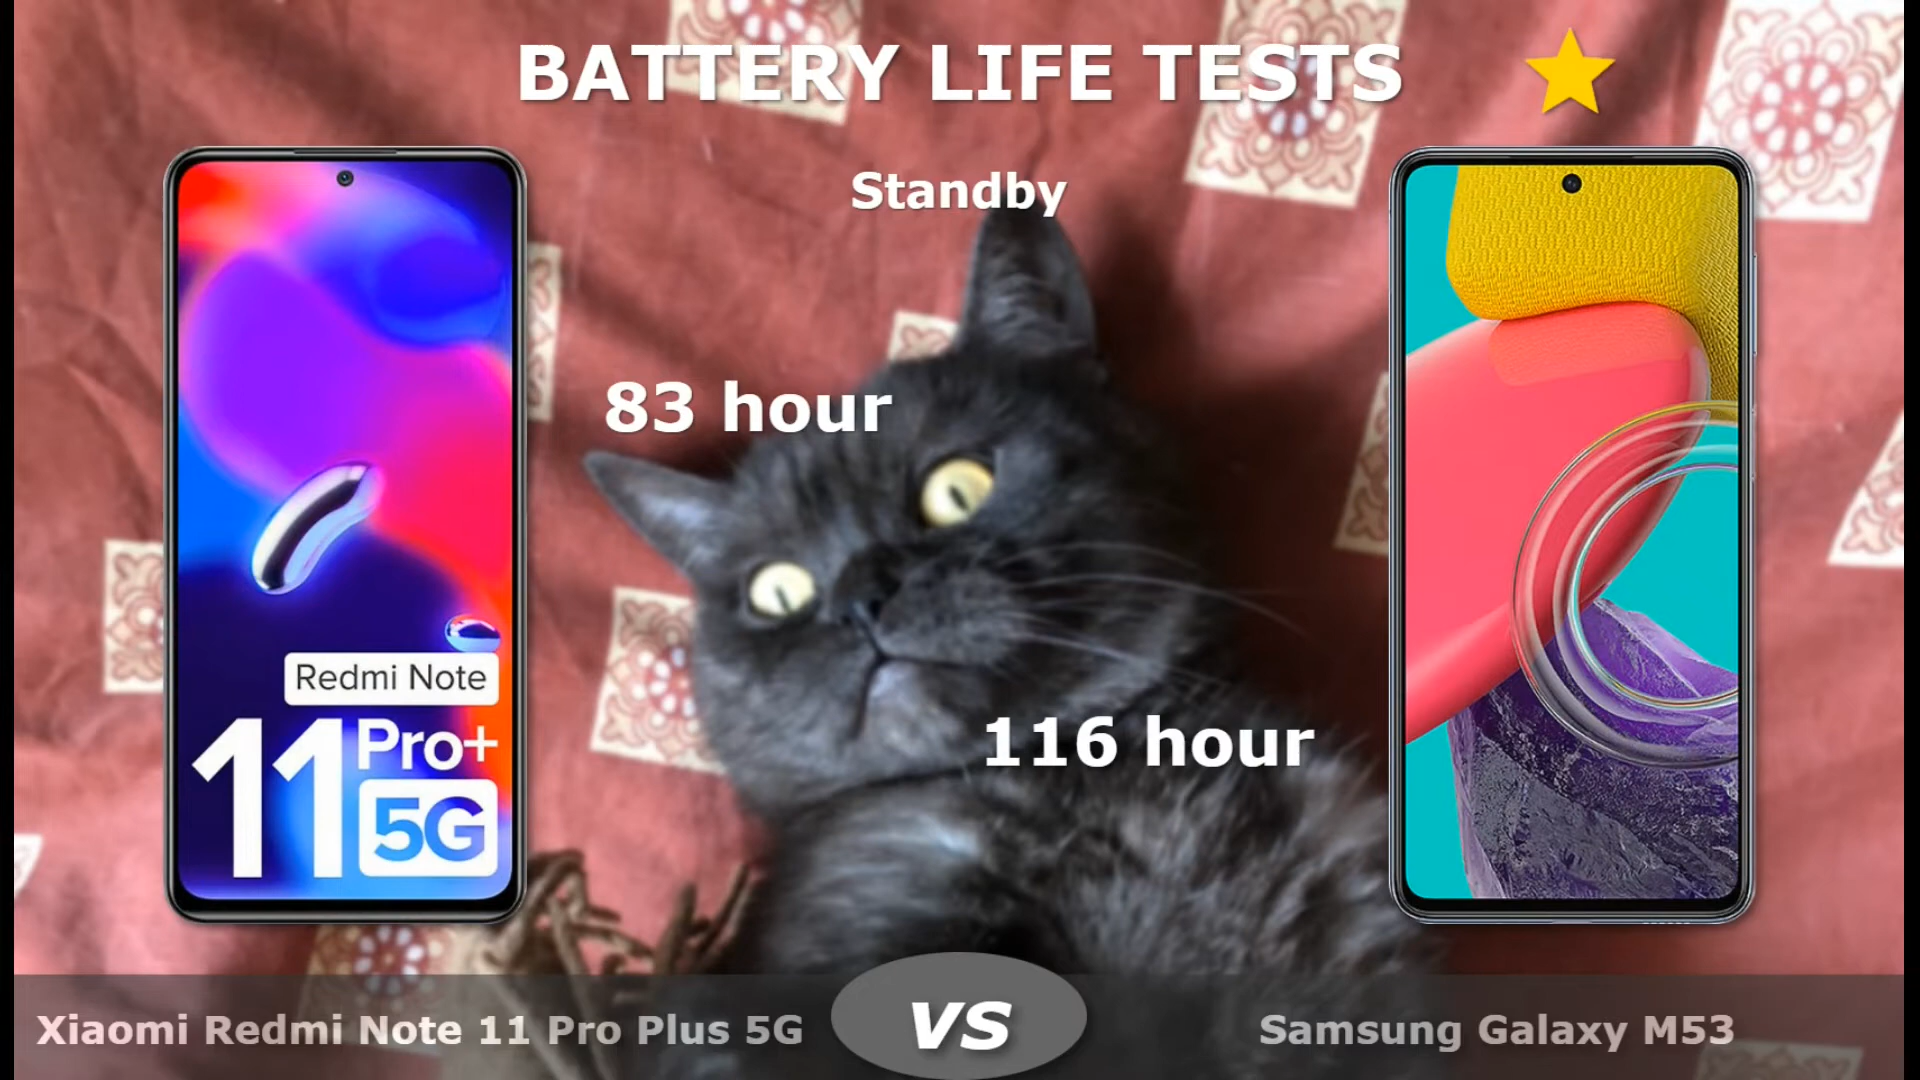 BATTERY LIFE TESTS
Standby
83 hour
116 hour
Redmi Note
11 Pro+
5G
Xiaomi Redmi Note 11 Pro Plus 5G
VS
Samsung Galaxy M53